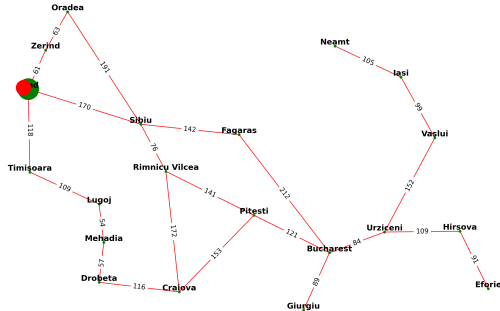 Oradea
63
Zerind
61
191
170
118
Sibiu
142
Fagaras
76
Timisoara
109
Lugoj
54
Mehadia
57
Drobeta
116
Craiova
Rimnicu Vilcea
141
172
153
Pitesti
121
212
Bucharest
84
89
Giurgiu
Urziceni
109
Hirsova
91
Eforie
152
Vaslui
99
Iasi
105
Neamt